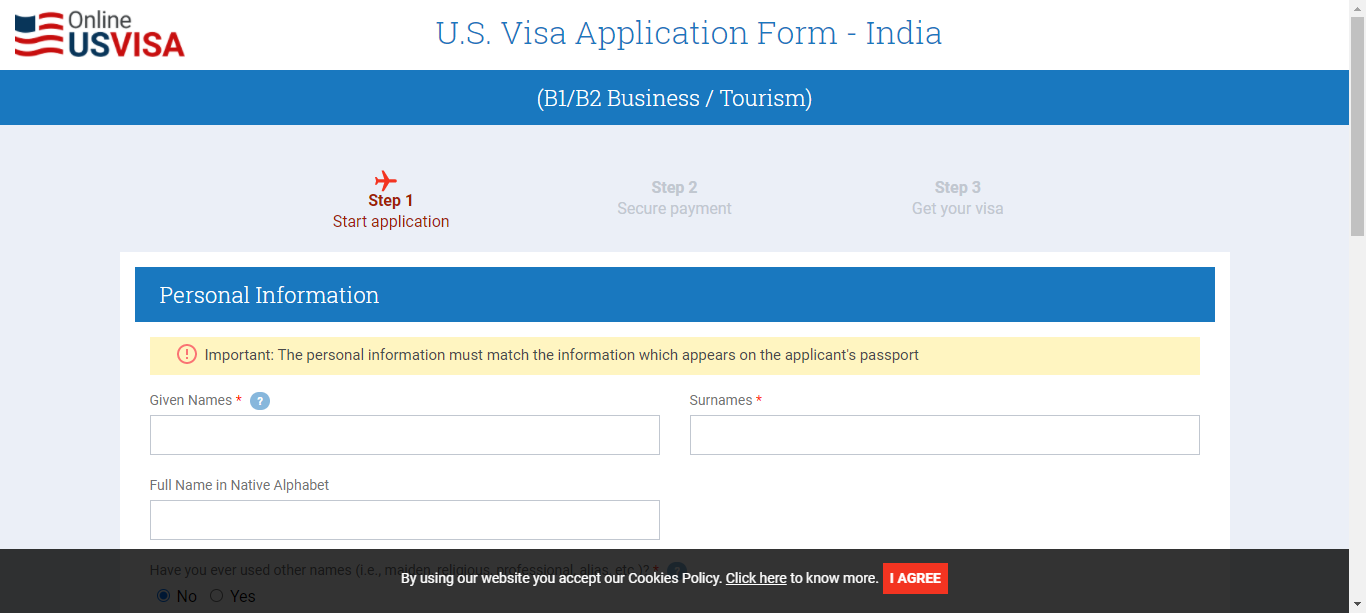 Online
USVISA
U.S. Visa Application Form - India
(B1/B2 Business / Tourism)
Step 1
Start application
Step 2
Secure payment
Step 3
Get your visa
Personal Information
! Important: The personal information must match the information which appears on the applicant's passport
Given Names * ?
Surnames *
Full Name in Native Alphabet
Have you ever used other names (i.e., maiden, religious, professional, alias, etc.)? * ?
By using our website you accept our Cookies Policy. Click here to know more. I AGREE
No Yes